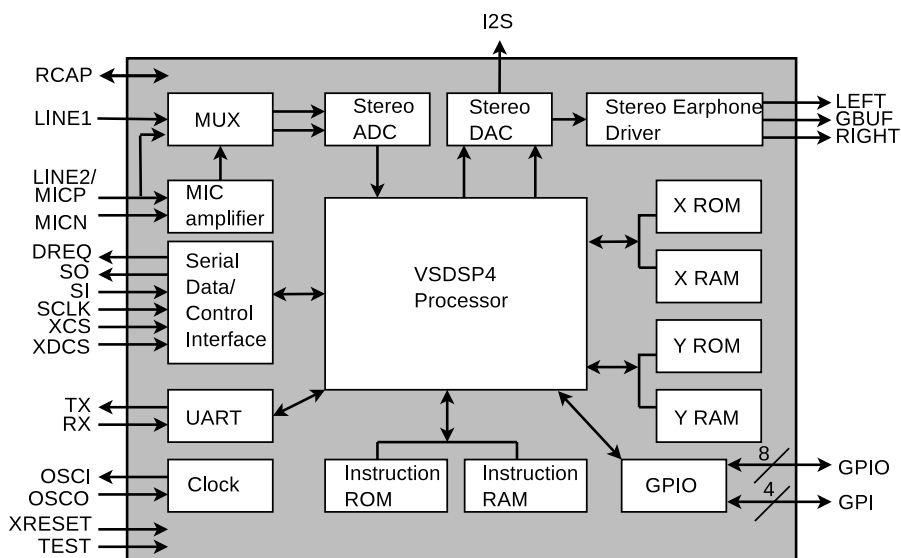 I2S
RCAP
LINE1
LINE2/
MICP
MICN
DREQ
SO
SI
SCLK
XCS
XDCS
TX
RX
OSCI
OSCO
XRESET
TEST
MUX
Stereo
ADC
Stereo
DAC
Stereo Earphone
Driver
LEFT
GBUF
RIGHT
MIC
amplifier
Serial
Data/
Control
Interface
VSDSP4
Processor
X ROM
X RAM
Y ROM
Y RAM
UART
Clock
Instruction
ROM
Instruction
RAM
GPIO
8
GPIO
4
GPI